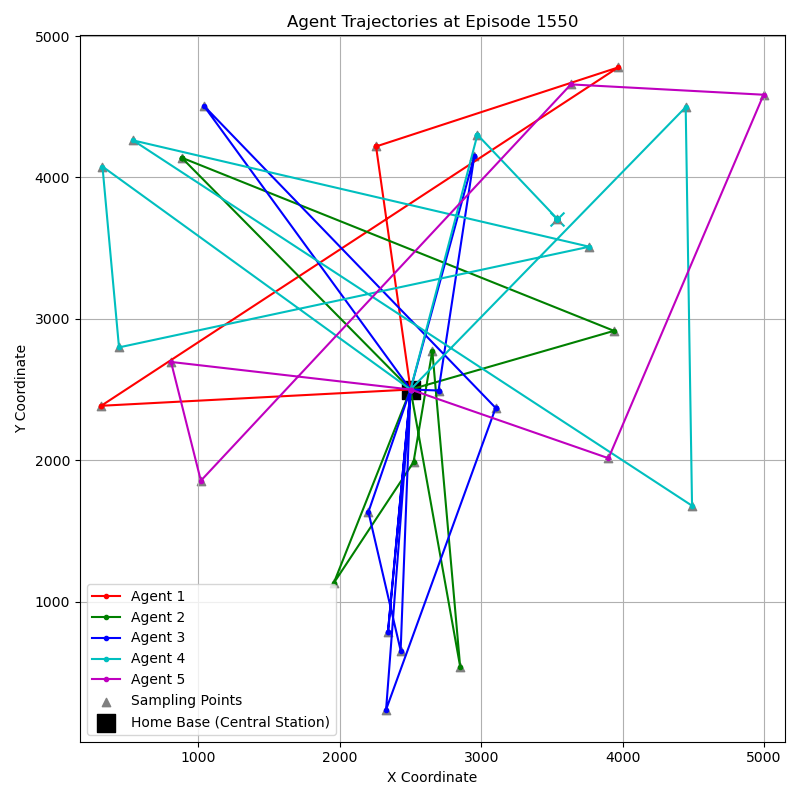 Agent Trajectories at Episode 1550
Y Coordinate
5000
4000
3000
2000
1000
1000 2000 3000 4000 5000
X Coordinate
Agent 1
Agent 2
Agent 3
Agent 4
Agent 5
Sampling Points
Home Base (Central Station)